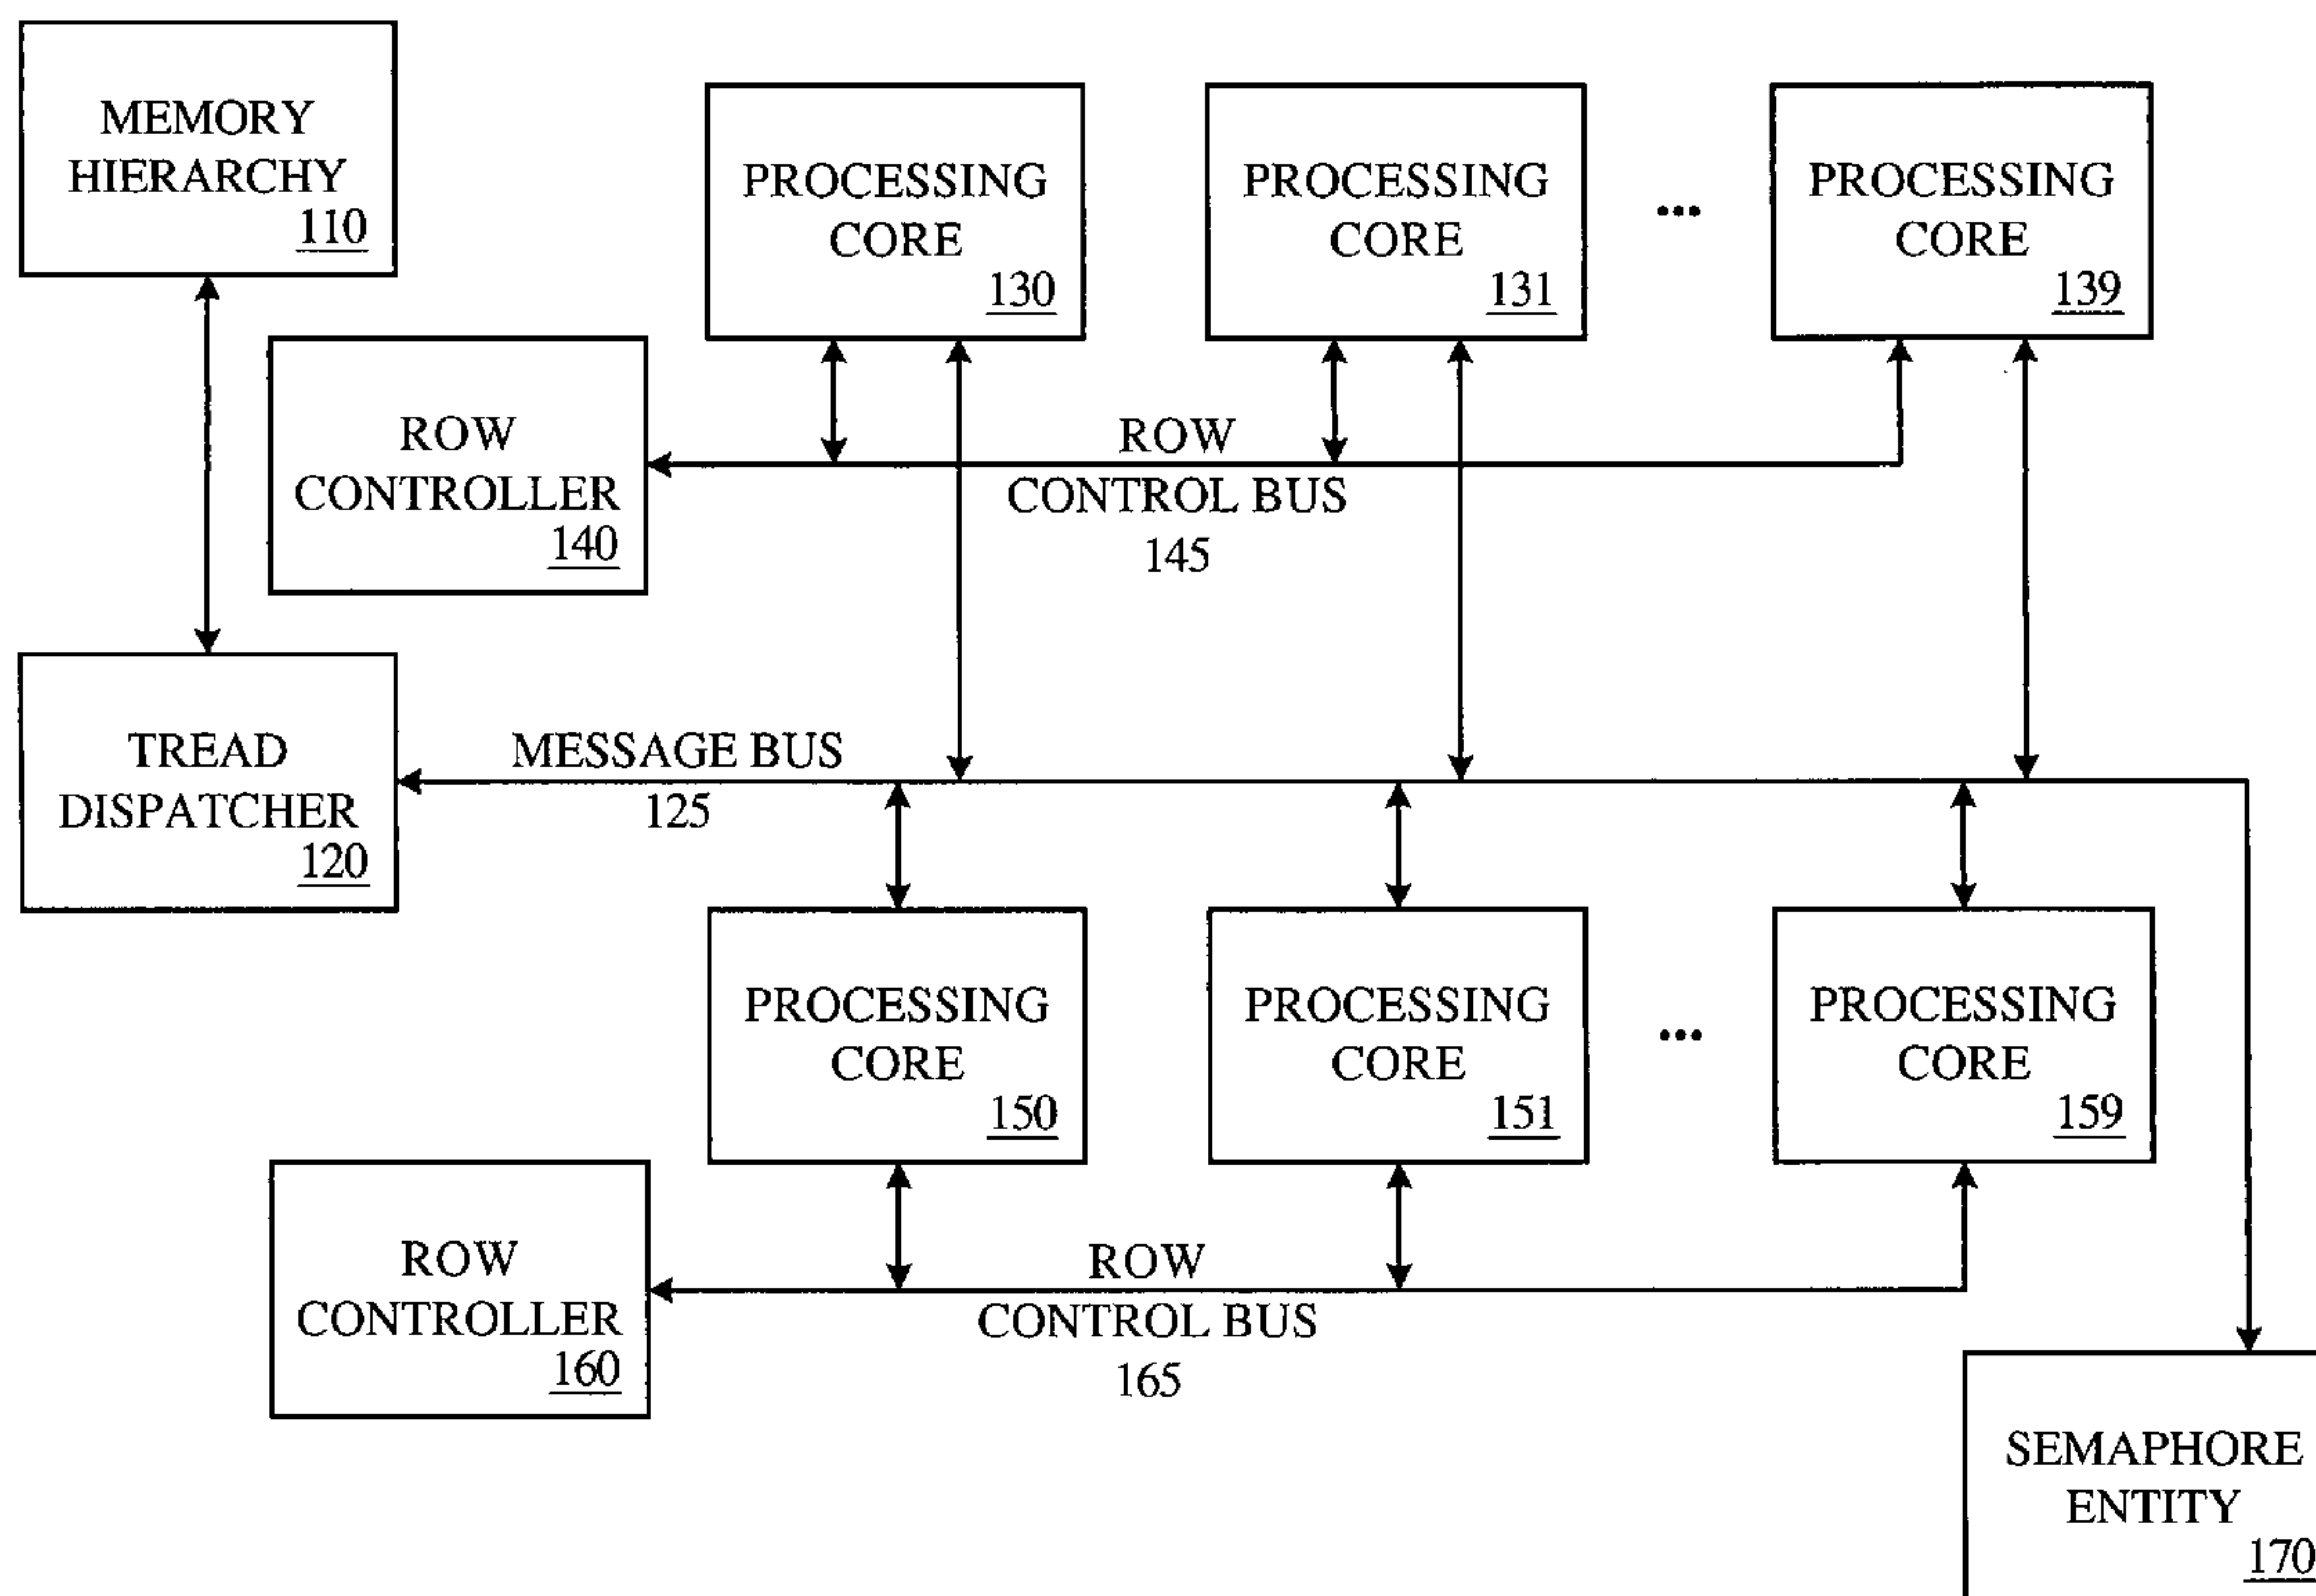 MEMORY
HIERARCHY
110
PROCESSING
CORE
130
PROCESSING
CORE
131
...
PROCESSING
CORE
139
ROW
CONTROLLER
140
ROW
CONTROL BUS
145
TREAD
DISPATCHER
120
MESSAGE BUS
125
PROCESSING
CORE
150
PROCESSING
CORE
151
...
PROCESSING
CORE
159
ROW
CONTROLLER
160
ROW
CONTROL BUS
165
SEMAPHORE
ENTITY
170